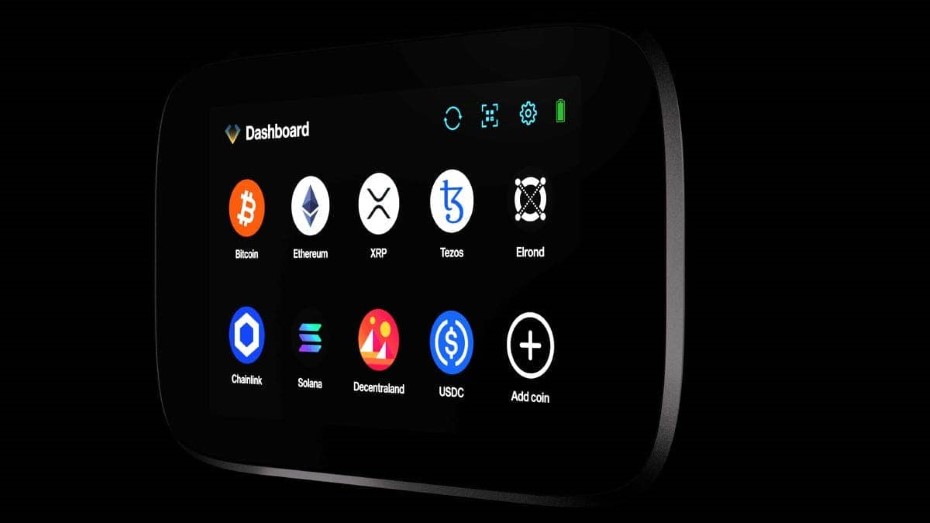 Dashboard
Bitcoin
Ethereum
XRP
Tezos
Elrond
Chainlink
Solana
Decentraland
USDC
Add coin